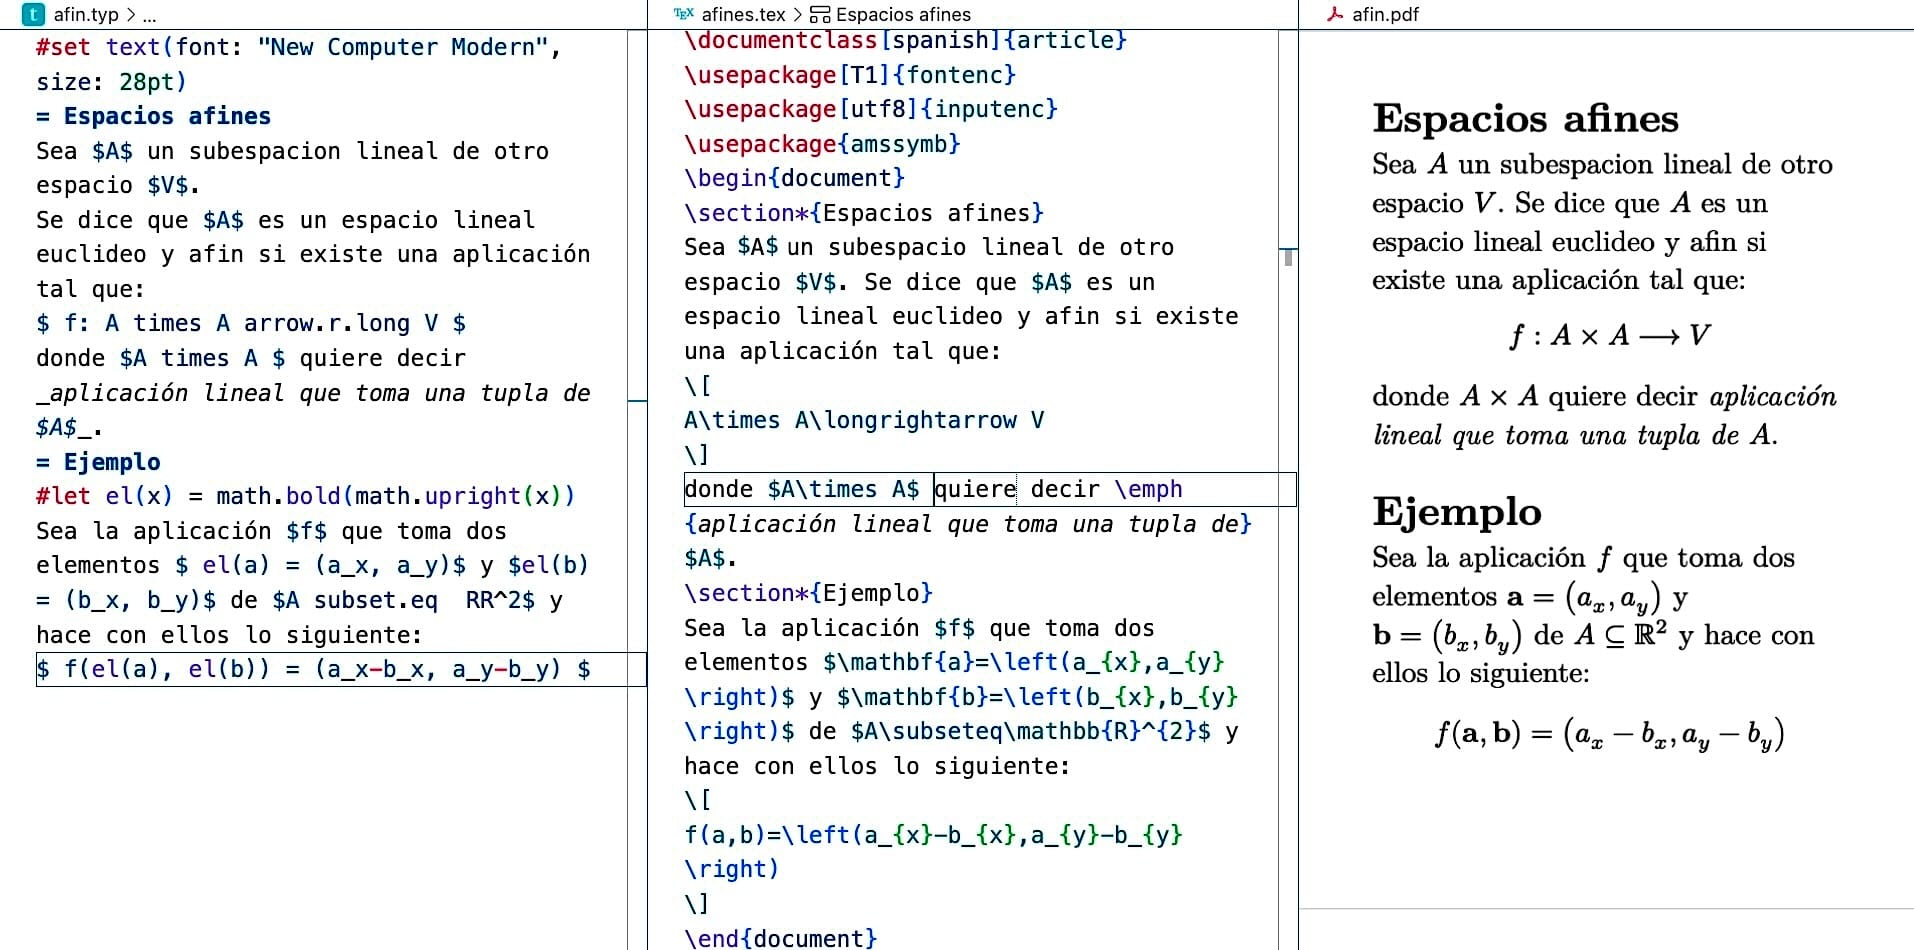 afin.typ > ...
#set text(font: "New Computer Modern",
size: 28pt)
= Espacios afines
Sea $A$ un subespacion lineal de otro
espacio $V$.
Se dice que $A$ es un espacio lineal
euclideo y afin si existe una aplicación
tal que:
$ f: A times A arrow.r.long V $
donde $A times A $ quiere decir
_aplicación lineal que toma una tupla de
$A$_.
= Ejemplo
#let el(x) = math.bold(math.upright(x))
Sea la aplicación $f$ que toma dos
elementos $ el(a) = (a_x, a_y)$ y $el(b)
= (b_x, b_y)$ de $A subset.eq  RR^2$ y
hace con ellos lo siguiente:
$ f(el(a), el(b)) = (a_x-b_x, a_y-b_y) $
TEX afines.tex > Espacios afines
\documentclass[spanish]{article}
\usepackage[T1]{fontenc}
\usepackage[utf8]{inputenc}
\usepackage{amssymb}
\begin{document}
\section*{Espacios afines}
Sea $A$ un subespacio lineal de otro
espacio $V$. Se dice que $A$ es un
espacio lineal euclideo y afin si existe
una aplicación tal que:
\[
A\times A\longrightarrow V
\]
donde $A\times A$ quiere decir \emph
{aplicación lineal que toma una tupla de}
$A$.
\section*{Ejemplo}
Sea la aplicación $f$ que toma dos
elementos $\mathbf{a}=\left(a_{x},a_{y}
\right)$ y $\mathbf{b}=\left(b_{x},b_{y}
\right)$ de $A\subseteq\mathbb{R}^{2}$ y
hace con ellos lo siguiente:
\[
f(a,b)=\left(a_{x}-b_{x},a_{y}-b_{y}
\right)
\]
\end{document}
afin.pdf
Espacios afines
Sea A un subespacion lineal de otro
espacio V. Se dice que A es un
espacio lineal euclideo y afin si
existe una aplicación tal que:
f : A × A ⟶ V
donde A × A quiere decir aplicación
lineal que toma una tupla de A.
Ejemplo
Sea la aplicación f que toma dos
elementos a = (a_x, a_y) y
b = (b_x, b_y) de A ⊆ ℝ² y hace con
ellos lo siguiente:
f(a, b) = (a_x − b_x, a_y − b_y)